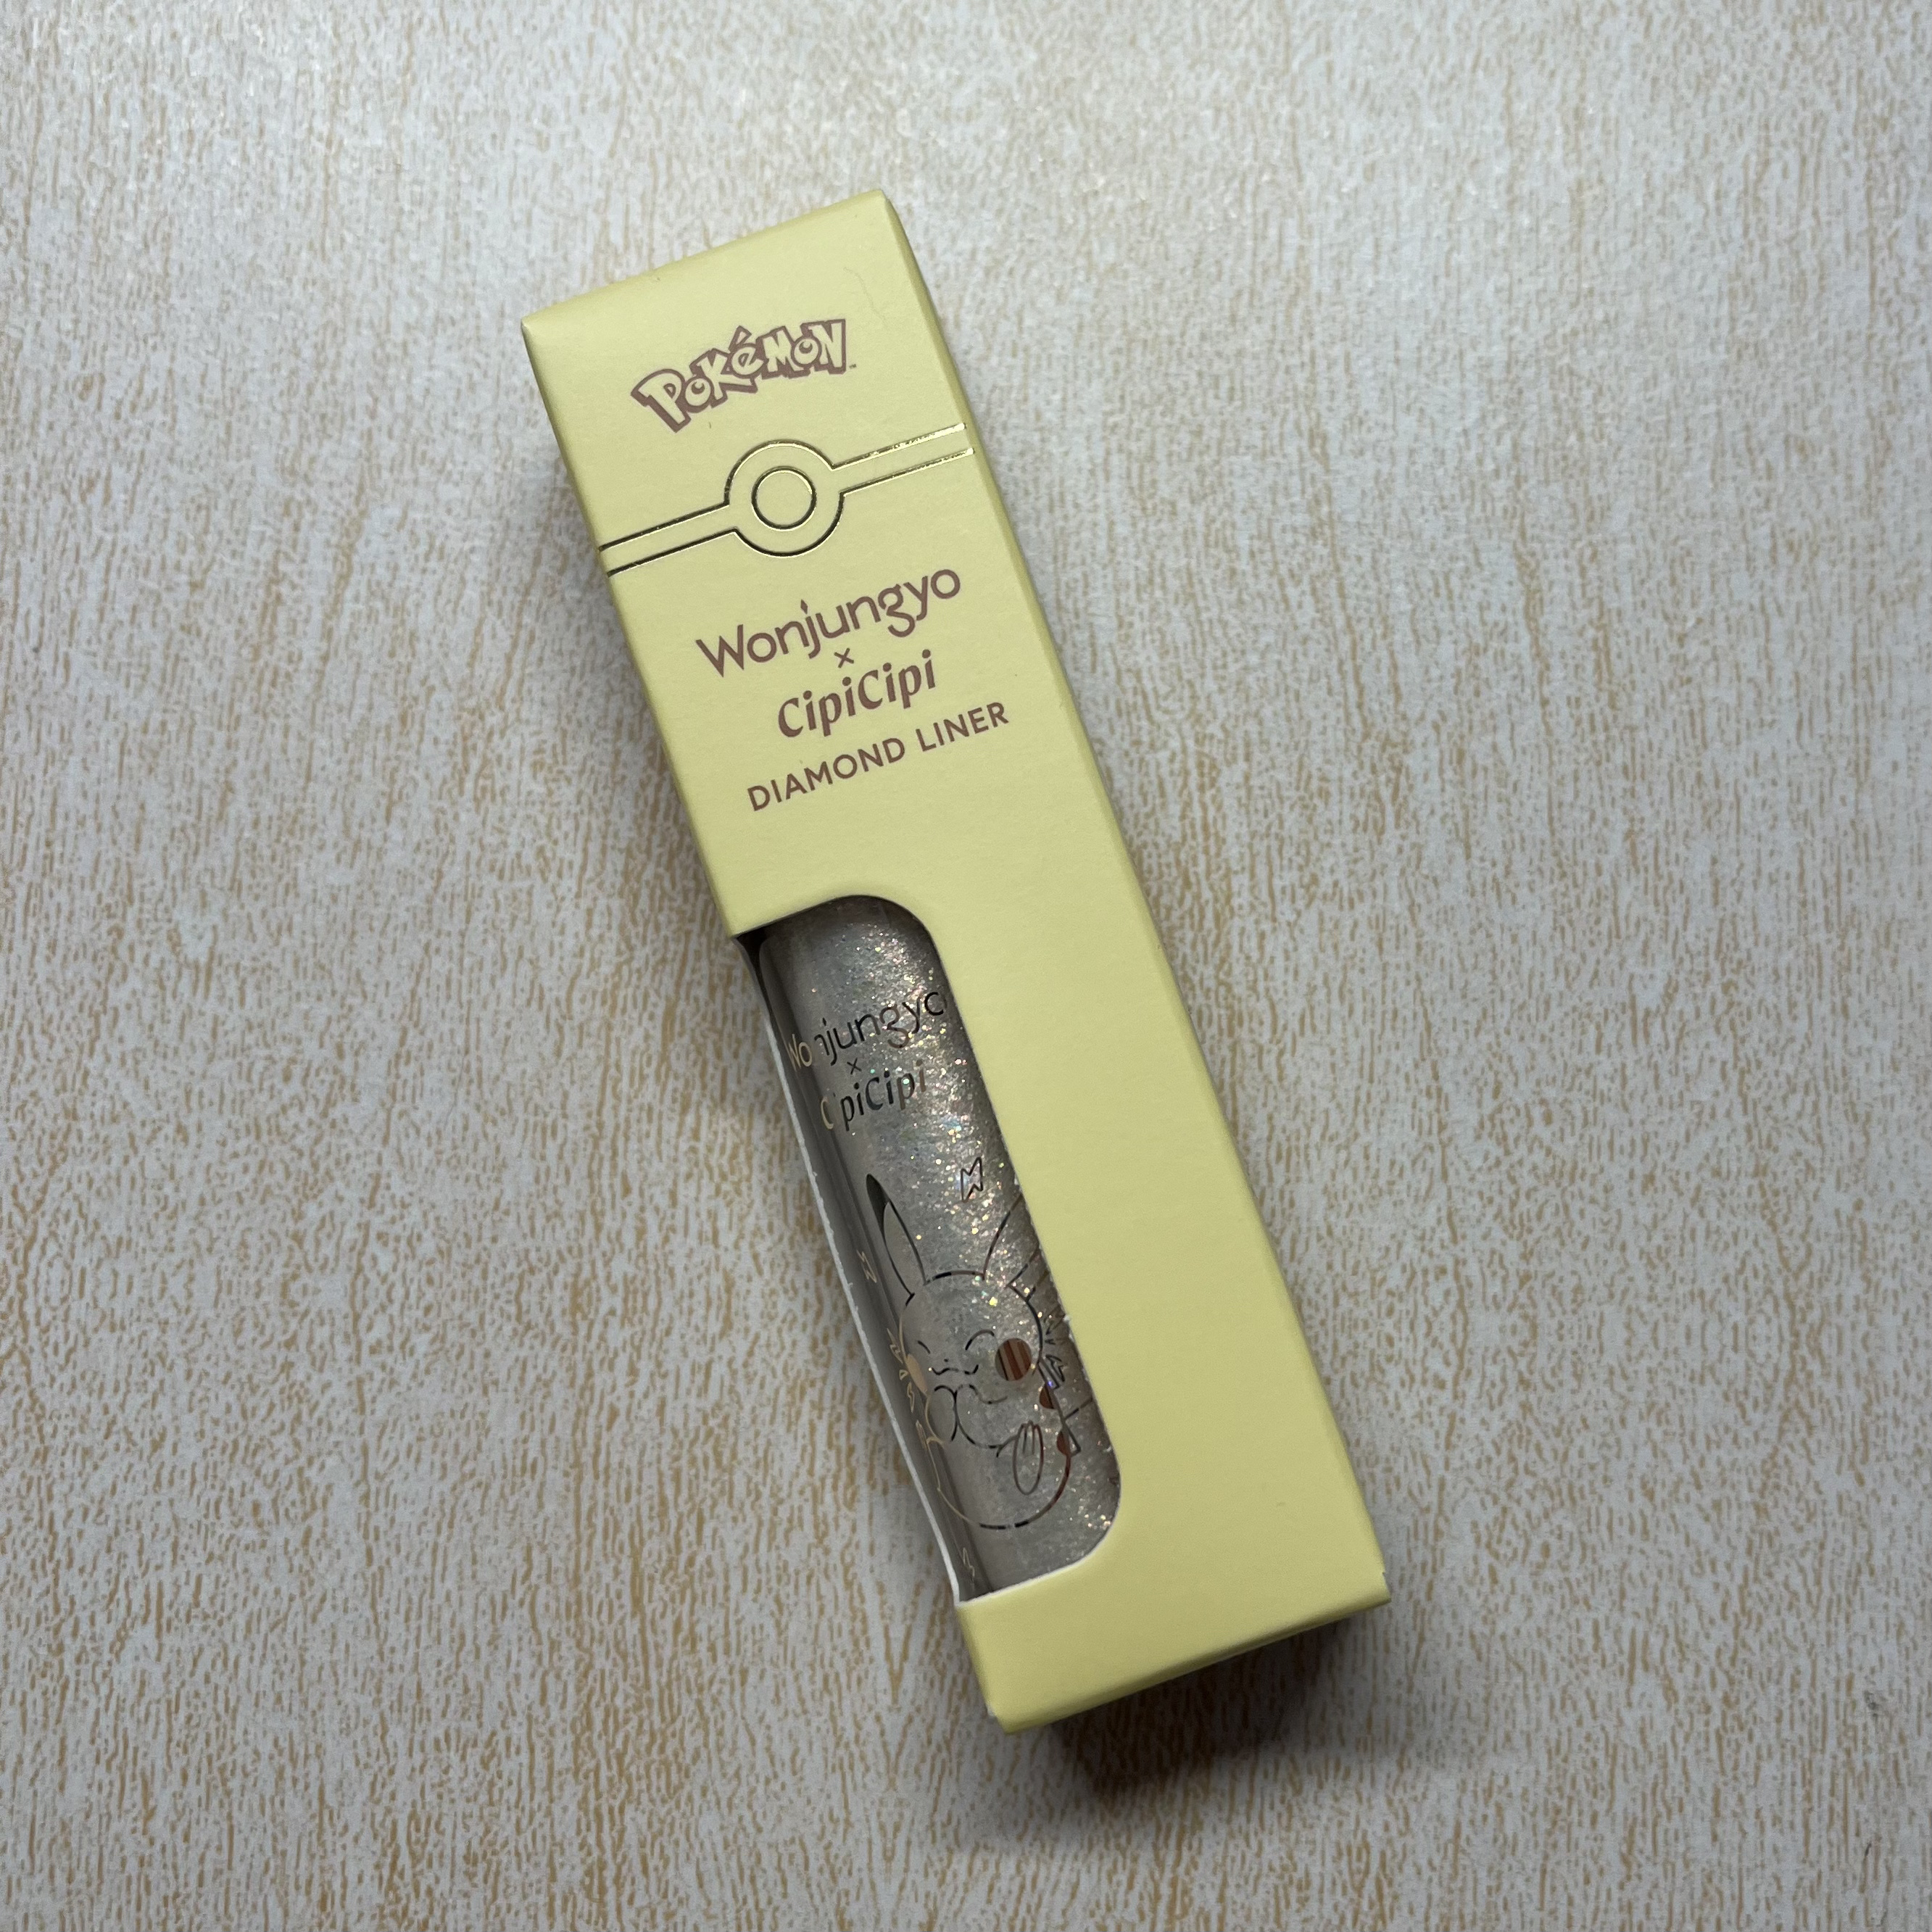 POKéMON
Wonjungyo
×
CipiCipi
DIAMOND LINER
Wonjungyo
×
CipiCipi